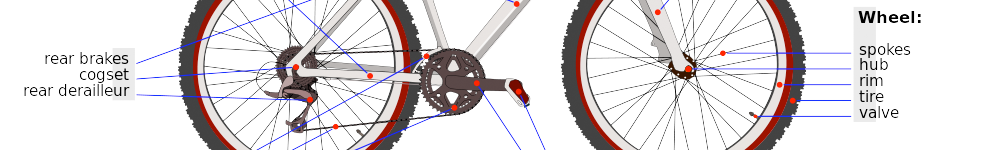 rear brakes
cogset
rear derailleur
Wheel:
spokes
hub
rim
tire
valve